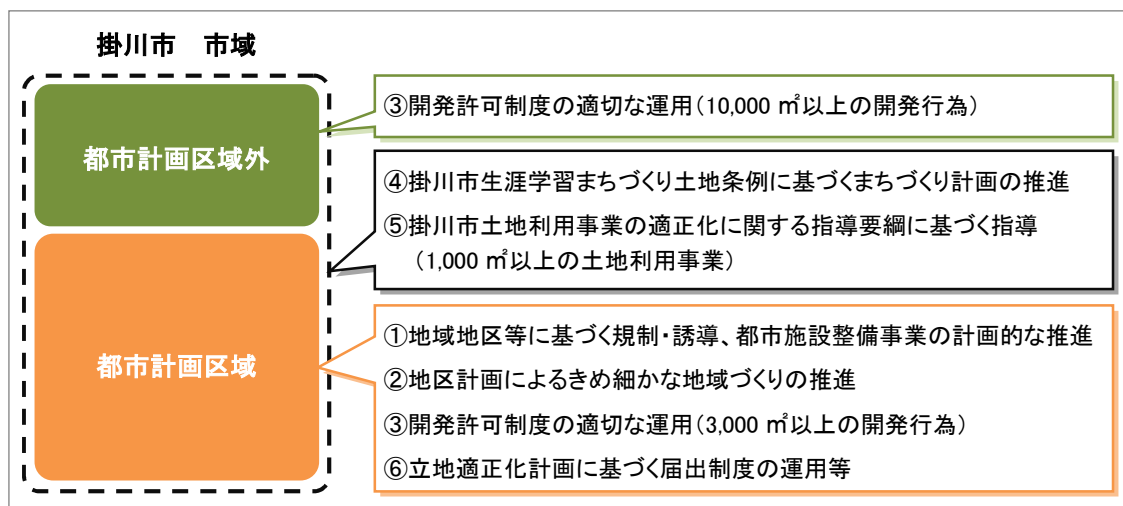 掛川市　市域
都市計画区域外
③開発許可制度の適切な運用（10,000 ㎡以上の開発行為）
④掛川市生涯学習まちづくり土地条例に基づくまちづくり計画の推進
⑤掛川市土地利用事業の適正化に関する指導要綱に基づく指導
（1,000 ㎡以上の土地利用事業）
都市計画区域
①地域地区等に基づく規制・誘導、都市施設整備事業の計画的な推進
②地区計画によるきめ細かな地域づくりの推進
③開発許可制度の適切な運用（3,000 ㎡以上の開発行為）
⑥立地適正化計画に基づく届出制度の運用等